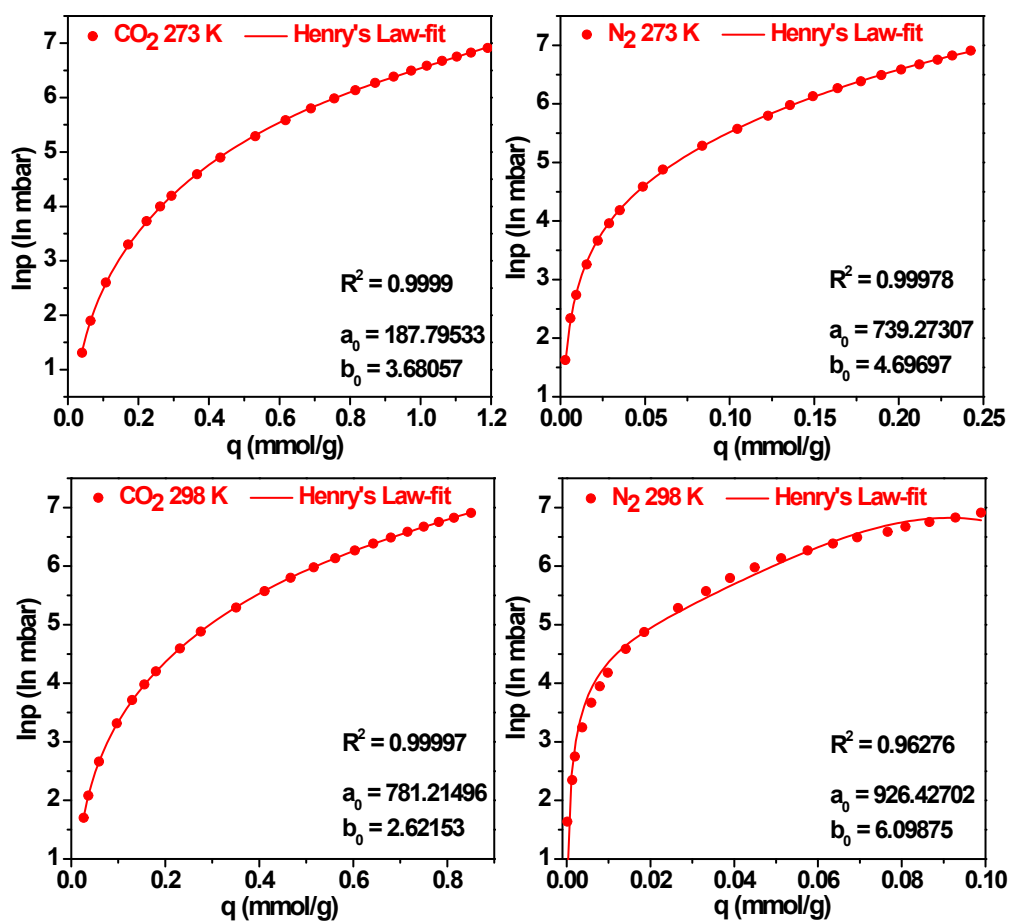 CO2 273 K Henry's Law-fit
7
6
5
4
3
2
1
lnp (ln mbar)
R2 = 0.9999
a0 = 187.79533
b0 = 3.68057
0.0 0.2 0.4 0.6 0.8 1.0 1.2
q (mmol/g)
N2 273 K Henry's Law-fit
7
6
5
4
3
2
1
lnp (ln mbar)
R2 = 0.99978
a0 = 739.27307
b0 = 4.69697
0.00 0.05 0.10 0.15 0.20 0.25
q (mmol/g)
CO2 298 K Henry's Law-fit
7
6
5
4
3
2
1
lnp (ln mbar)
R2 = 0.99997
a0 = 781.21496
b0 = 2.62153
0.0 0.2 0.4 0.6 0.8
q (mmol/g)
N2 298 K Henry's Law-fit
7
6
5
4
3
2
1
lnp (ln mbar)
R2 = 0.96276
a0 = 926.42702
b0 = 6.09875
0.00 0.02 0.04 0.06 0.08 0.10
q (mmol/g)